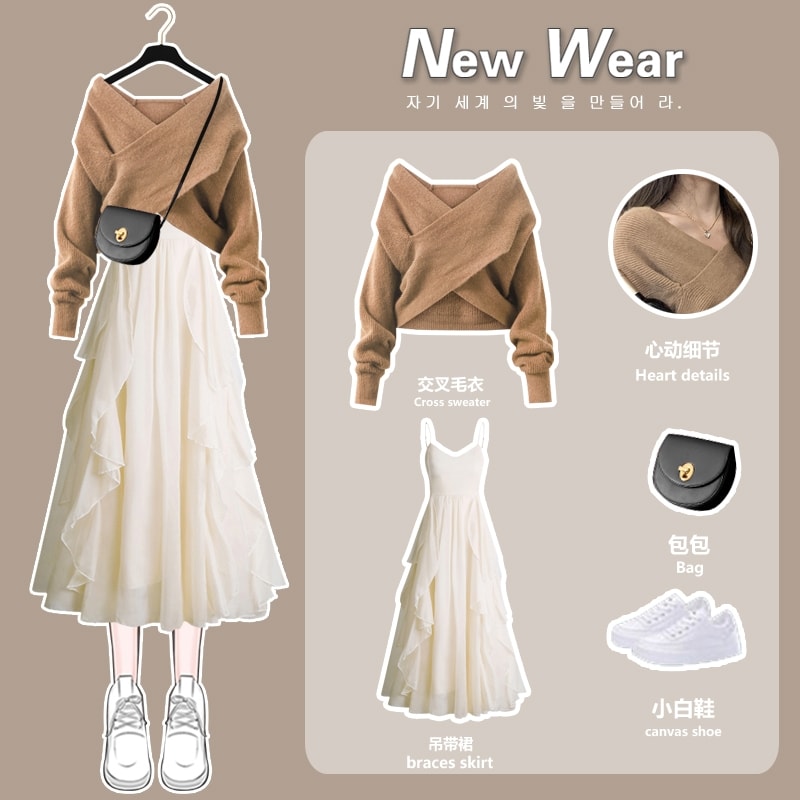 New Wear
자기 세계 의 빛 을 만들어 라.
交叉毛衣
Cross sweater
心动细节
Heart details
包包
Bag
小白鞋
canvas shoe
吊带裙
braces skirt